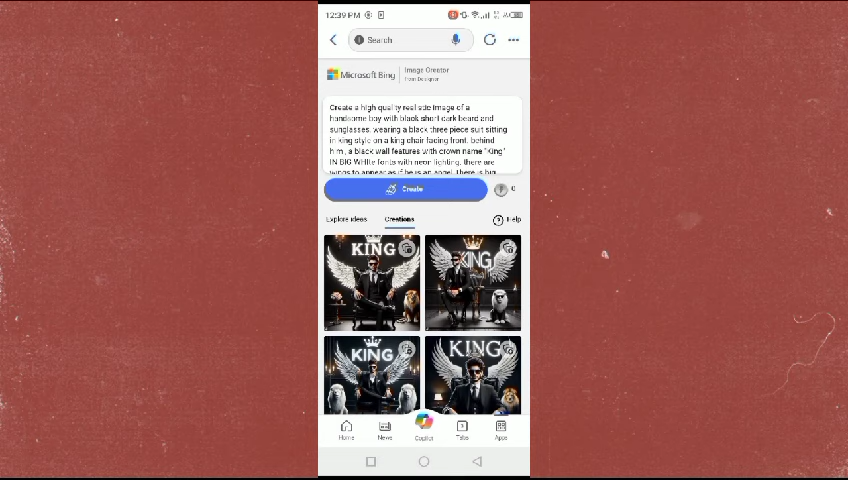 12:39 PM
Search
Microsoft Bing
Image Creator
from Designer
Create a high quality realistic image of a
handsome boy with black short dark beard and
sunglasses, wearing a black three piece suit sitting
in king style on a king chair facing front, behind
him, a black wall features with crown name "King"
IN BIG WHIte fonts with neon lighting, there are
wings to appear as if he is an angel. There is big
Create
0
Explore ideas
Creations
Help
KING
KING
KING
KING
Home
News
Copilot
Tabs
Apps